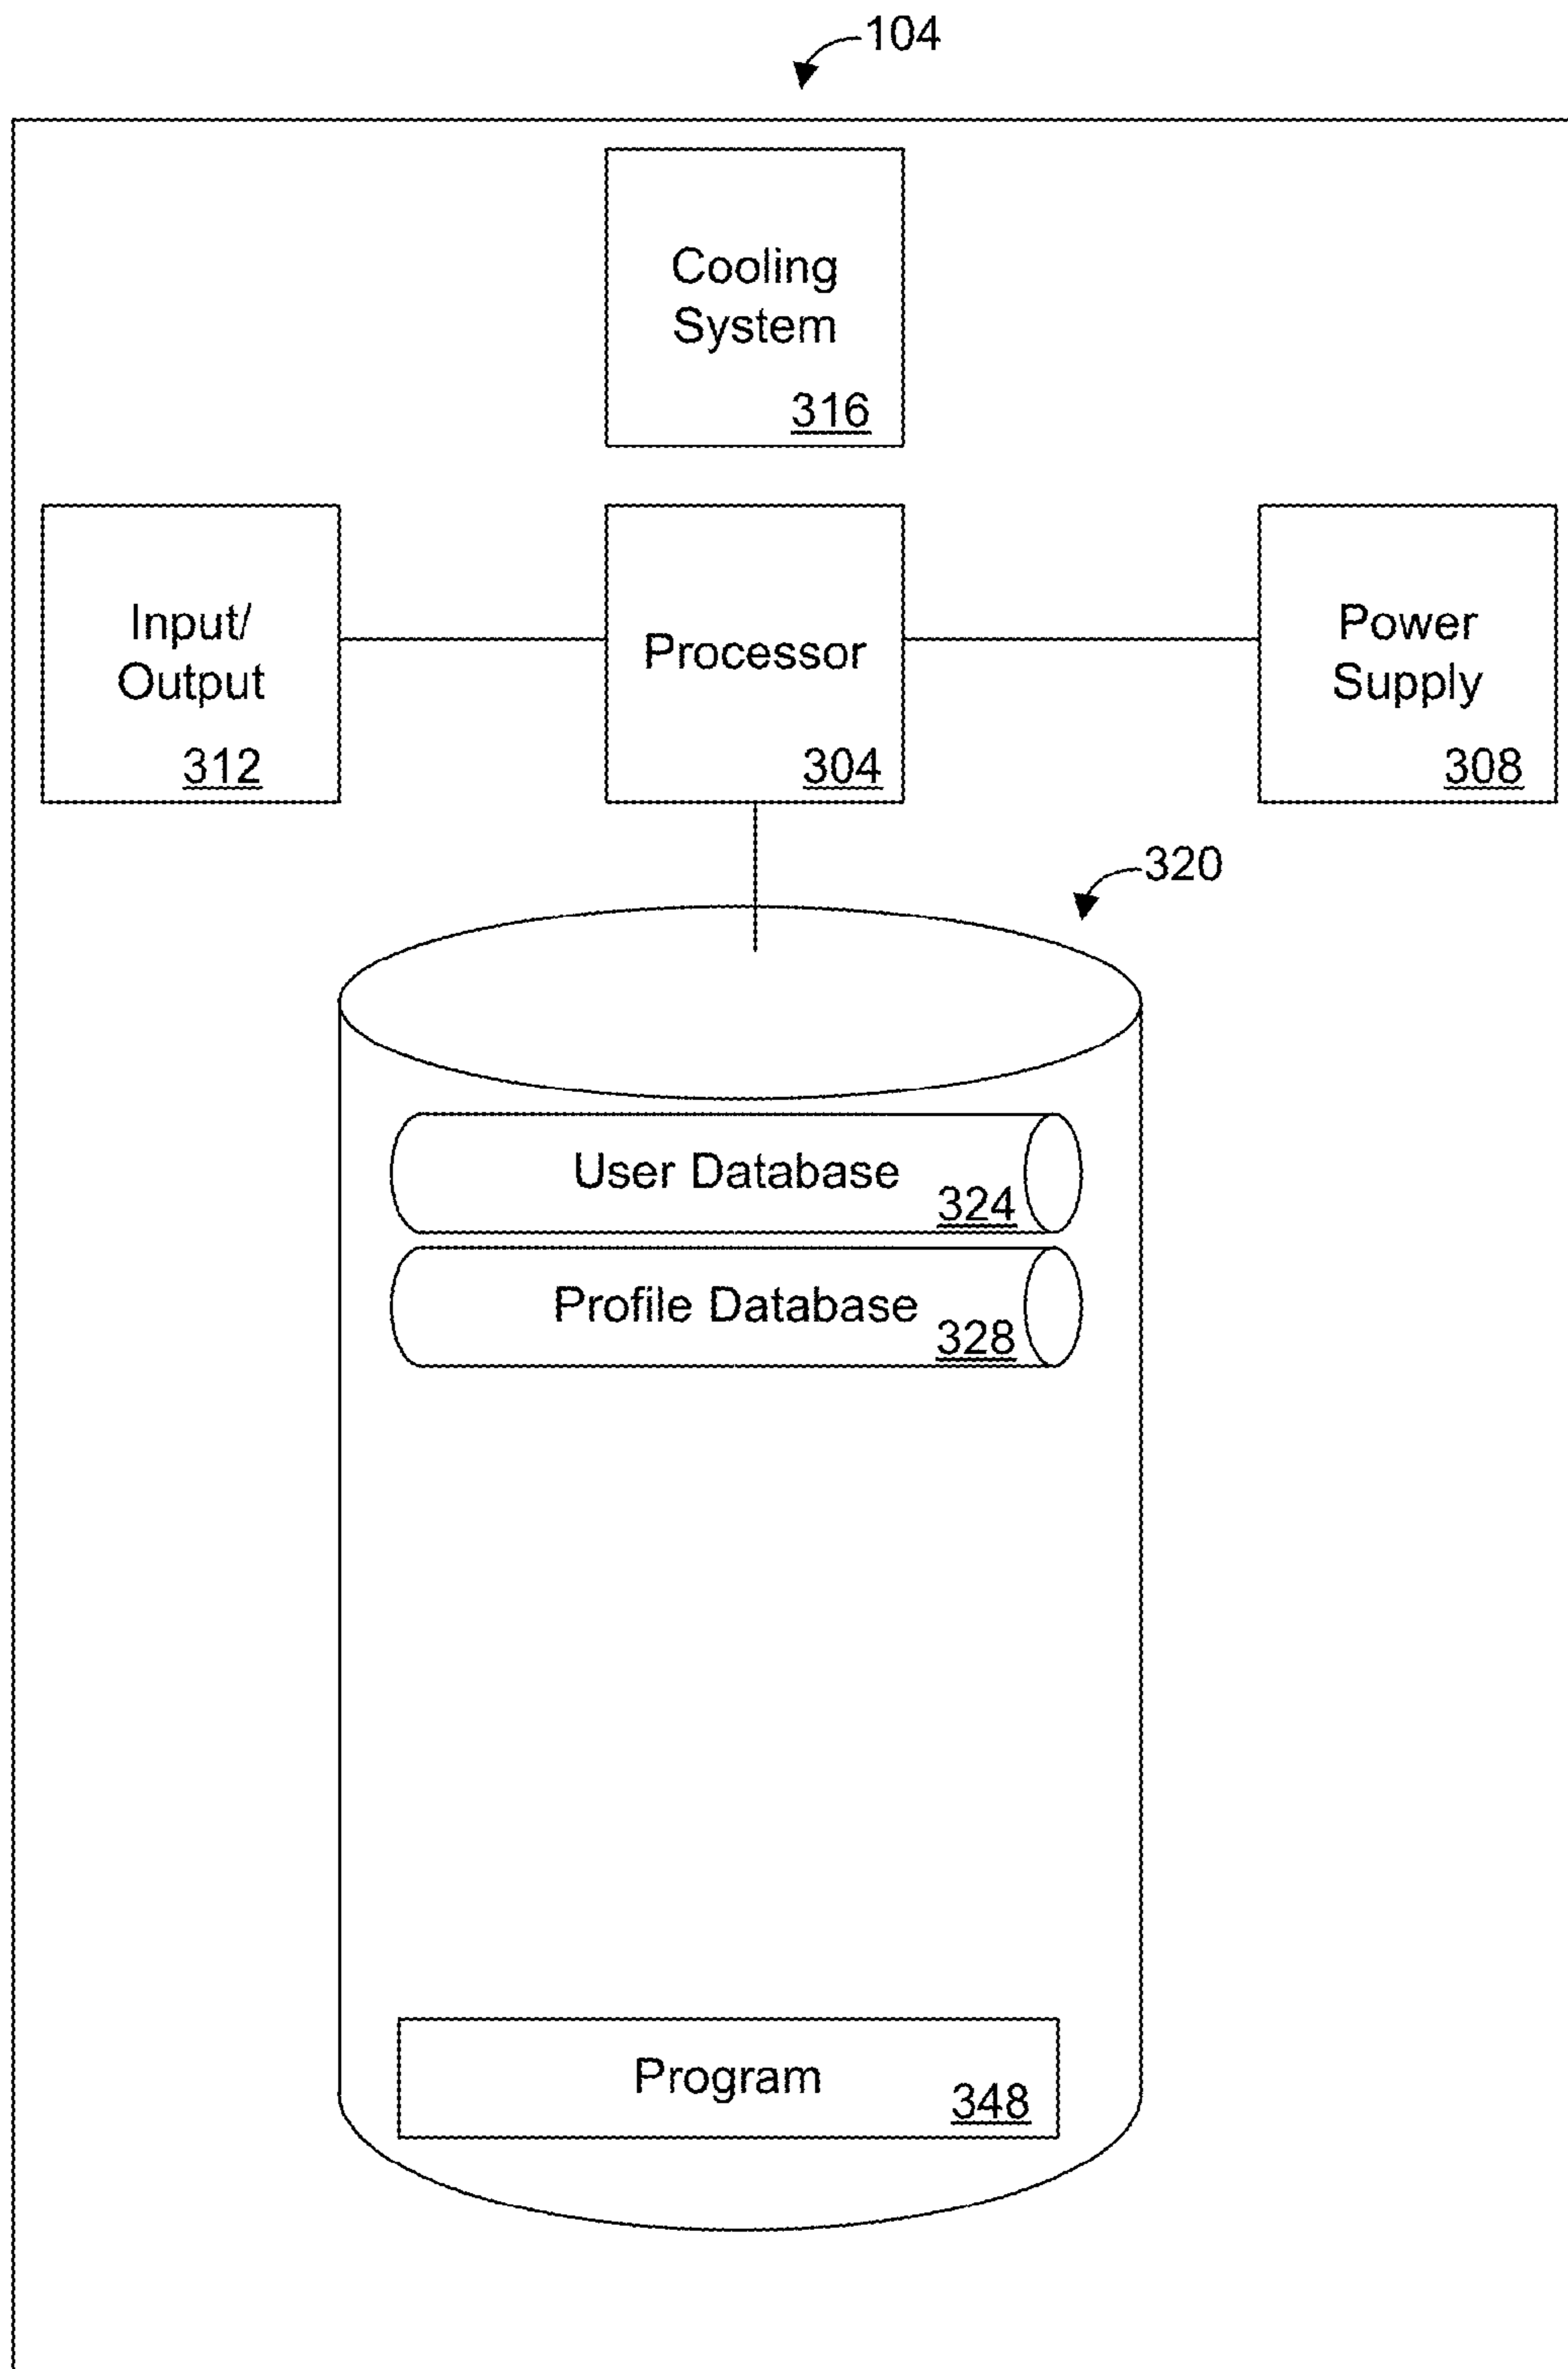 104
Cooling
System
316
Input/
Output
312
Processor
304
Power
Supply
308
320
User Database
324
Profile Database
328
Program
348